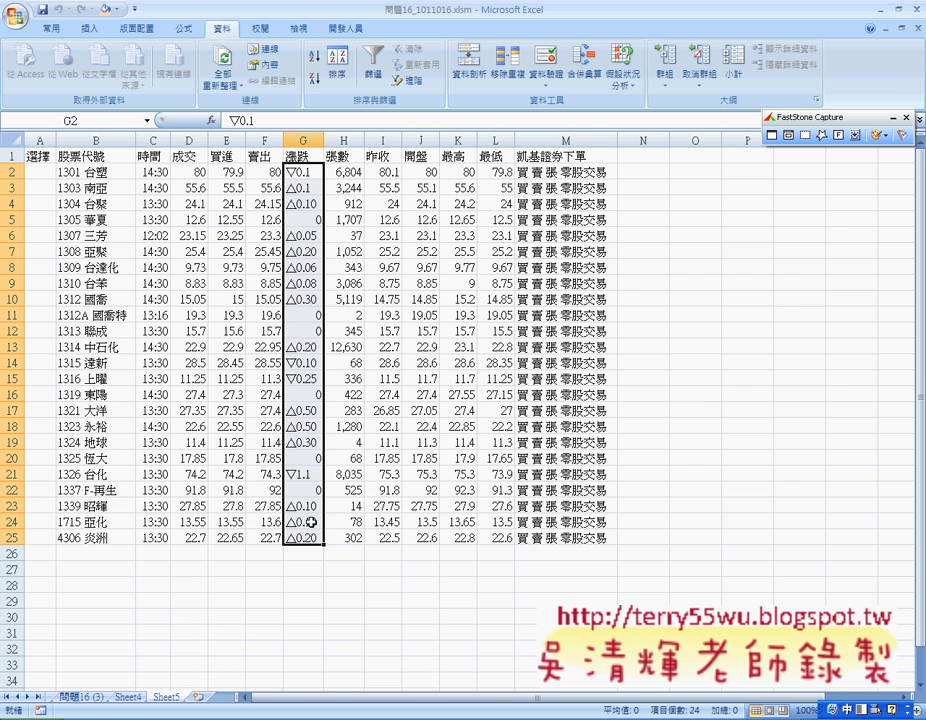 問題16_1011016.xlsm - Microsoft Excel
常用 插入 版面配置 公式 資料 校閱 檢視 開發人員
從 Access 從 Web 從文字檔 從其他來源 現有連線 全部重新整理 連線 內容 編輯連結 排序 篩選 清除 重新套用 進階 資料剖析 移除重複 資料驗證 合併彙算 假設狀況分析 群組 取消群組 小計 顯示詳細資料 隱藏詳細資料
取得外部資料 連線 排序與篩選 資料工具 大綱
G2 fx ▽0.1
FastStone Capture
A B C D E F G H I J K L M N O P
1 選擇 股票代號 時間 成交 買進 賣出 漲跌 張數 昨收 開盤 最高 最低 凱基證券下單
2 1301 台塑 14:30 80 79.9 80 ▽0.1 6,804 80.1 80 80 79.8 買 賣 張 零股交易
3 1303 南亞 14:30 55.6 55.5 55.6 △0.1 3,244 55.5 55.1 55.6 55 買 賣 張 零股交易
4 1304 台聚 13:30 24.1 24.1 24.15 △0.10 912 24 24.1 24.2 24 買 賣 張 零股交易
5 1305 華夏 13:30 12.6 12.55 12.6 0 1,707 12.6 12.6 12.65 12.5 買 賣 張 零股交易
6 1307 三芳 12:02 23.15 23.25 23.3 △0.05 37 23.1 23.1 23.3 23.1 買 賣 張 零股交易
7 1308 亞聚 14:30 25.4 25.4 25.45 △0.20 1,052 25.2 25.2 25.5 25.2 買 賣 張 零股交易
8 1309 台達化 14:30 9.73 9.73 9.75 △0.06 343 9.67 9.67 9.77 9.67 買 賣 張 零股交易
9 1310 台苯 14:30 8.83 8.83 8.85 △0.08 3,086 8.75 8.85 9 8.75 買 賣 張 零股交易
10 1312 國喬 14:30 15.05 15 15.05 △0.30 5,119 14.75 14.85 15.2 14.85 買 賣 張 零股交易
11 1312A 國喬特 13:16 19.3 19.3 19.6 0 2 19.3 19.05 19.3 19.05 買 賣 張 零股交易
12 1313 聯成 13:30 15.7 15.6 15.7 0 345 15.7 15.7 15.7 15.5 買 賣 張 零股交易
13 1314 中石化 14:30 22.9 22.9 22.95 △0.20 12,630 22.7 22.9 23.1 22.8 買 賣 張 零股交易
14 1315 達新 13:30 28.5 28.45 28.55 ▽0.10 68 28.6 28.6 28.6 28.35 買 賣 張 零股交易
15 1316 上曜 13:30 11.25 11.25 11.3 ▽0.25 336 11.5 11.7 11.7 11.25 買 賣 張 零股交易
16 1319 東陽 13:30 27.4 27.3 27.4 0 422 27.4 27.4 27.55 27.15 買 賣 張 零股交易
17 1321 大洋 13:30 27.35 27.35 27.4 △0.50 283 26.85 27.05 27.4 27 買 賣 張 零股交易
18 1323 永裕 14:30 22.6 22.55 22.6 △0.50 1,280 22.1 22.4 22.85 22.2 買 賣 張 零股交易
19 1324 地球 13:30 11.4 11.25 11.4 △0.30 4 11.1 11.3 11.4 11.3 買 賣 張 零股交易
20 1325 恆大 13:30 17.85 17.8 17.85 0 68 17.85 17.85 17.9 17.65 買 賣 張 零股交易
21 1326 台化 14:30 74.2 74.2 74.3 ▽1.1 8,035 75.3 75.3 75.3 73.9 買 賣 張 零股交易
22 1337 F-再生 13:30 91.8 91.8 92 0 525 91.8 92 92.3 91.3 買 賣 張 零股交易
23 1339 昭輝 13:30 27.85 27.8 27.85 △0.10 14 27.75 27.75 27.9 27.6 買 賣 張 零股交易
24 1715 亞化 13:30 13.55 13.55 13.6 78 13.45 13.5 13.65 13.5 買 賣 張 零股交易
25 4306 炎洲 13:30 22.7 22.65 22.7 △0.20 302 22.5 22.6 22.8 22.6 買 賣 張 零股交易
26
27
28
29
30
31
32
33
34
http://terry55wu.blogspot.tw
吳清輝老師錄製
問題16 (3) Sheet4 Sheet5
就緒 平均值: 0 項目個數: 24 加總: 0 100% 中